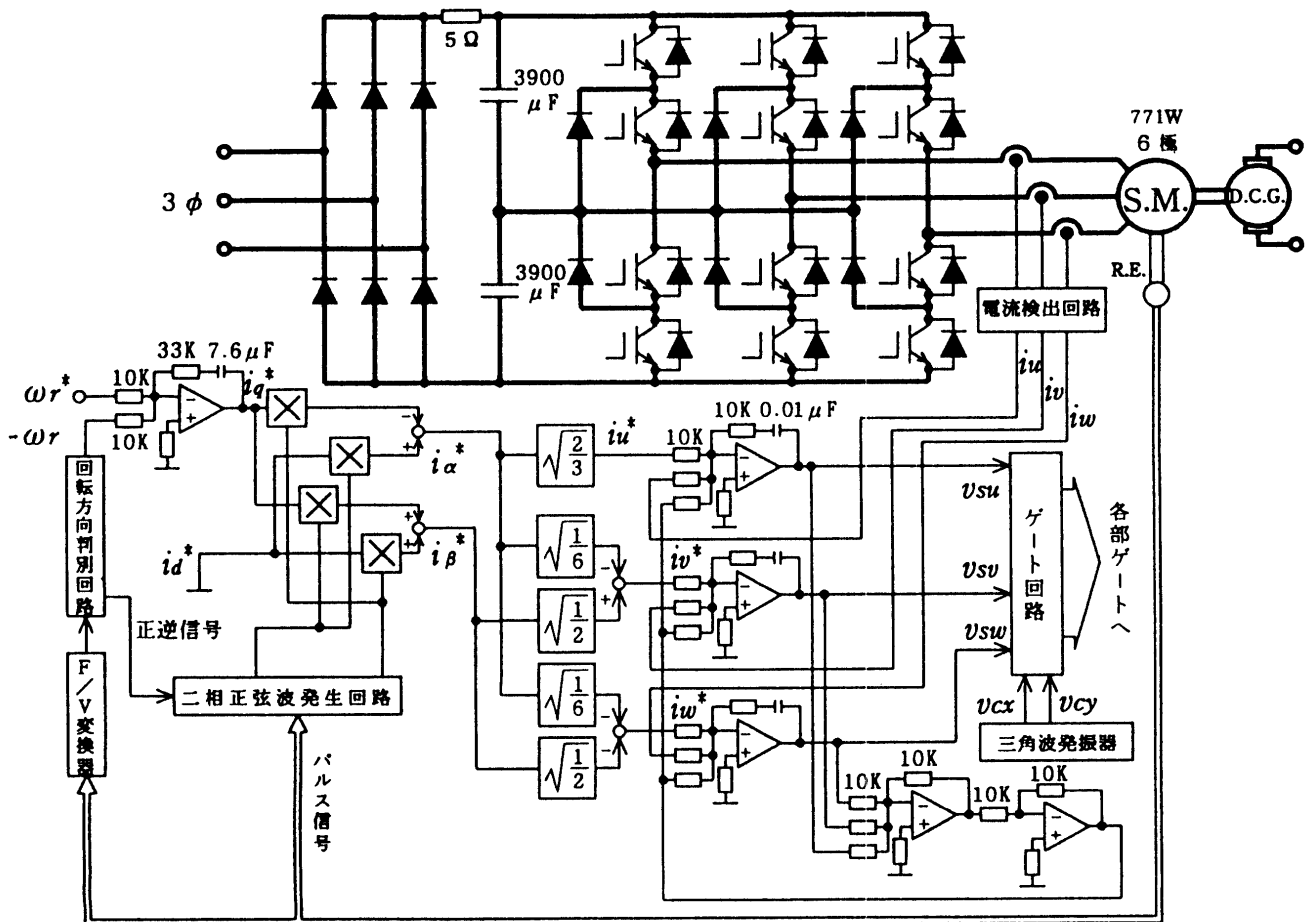 5Ω
3900
μF
3φ
3900
μF
771W
6極
S.M.
D.C.G.
R.E.
電流検出回路
iu
iv
iw
33K 7.6μF
10K
ωr*
iq*
-ωr
10K
回転方向判別回路
iα*
id*
iβ*
正逆信号
F/V変換器
二相正弦波発生回路
パルス信号
√2/3
√1/6
√1/2
√1/6
√1/2
iu*
10K
10K 0.01μF
iv*
iw*
vsu
vsv
vsw
ゲート回路
各部ゲートへ
vcx
vcy
三角波発振器
10K
10K
10K
10K